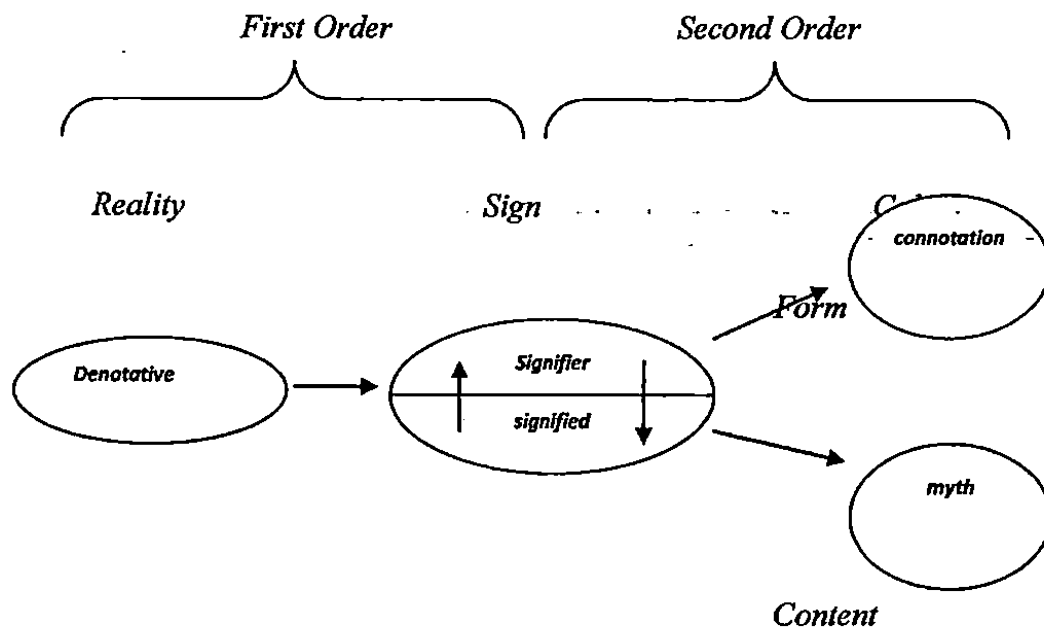 First Order
Second Order
Reality
Sign
connotation
Form
Denotative
Signifier
signified
myth
Content